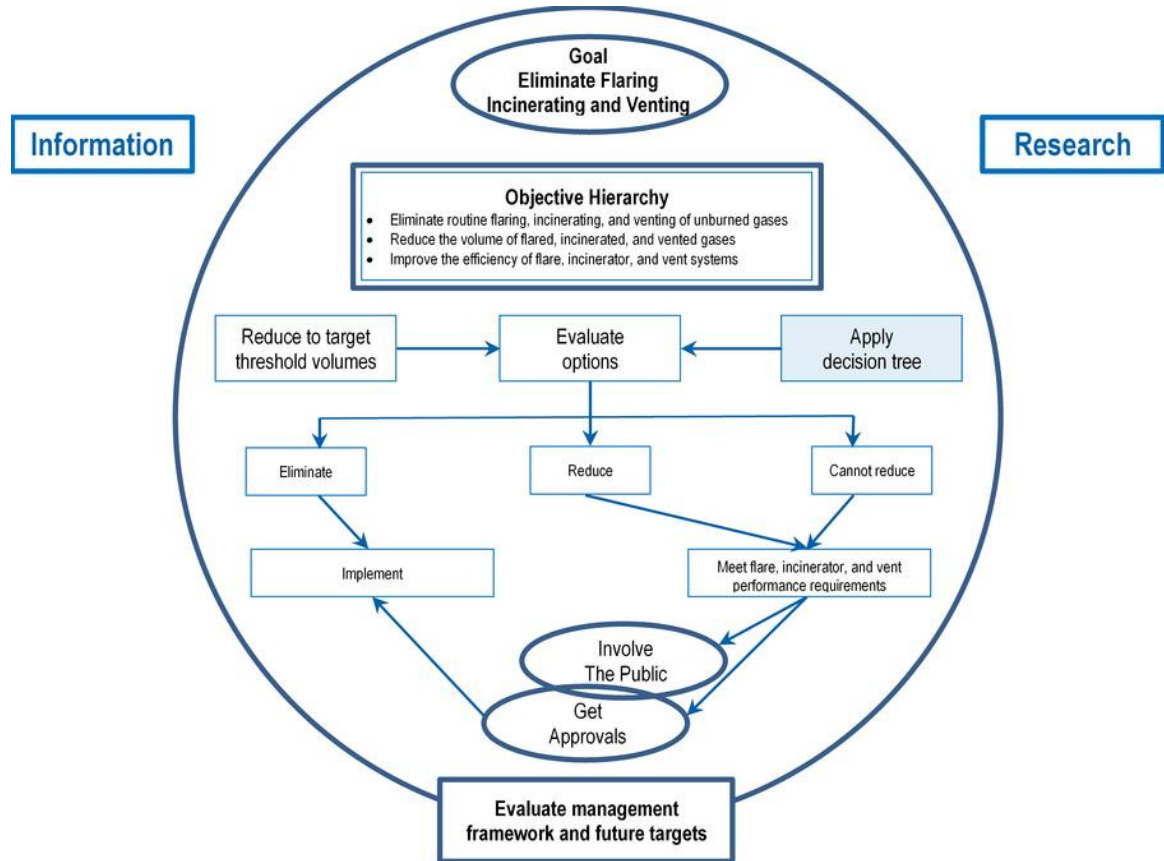 Goal
Eliminate Flaring
Incinerating and Venting
Information
Research
Objective Hierarchy
• Eliminate routine flaring, incinerating, and venting of unburned gases
• Reduce the volume of flared, incinerated, and vented gases
• Improve the efficiency of flare, incinerator, and vent systems
Reduce to target
threshold volumes
Evaluate
options
Apply
decision tree
Eliminate
Reduce
Cannot reduce
Implement
Meet flare, incinerator, and vent
performance requirements
Involve
The Public
Get
Approvals
Evaluate management
framework and future targets